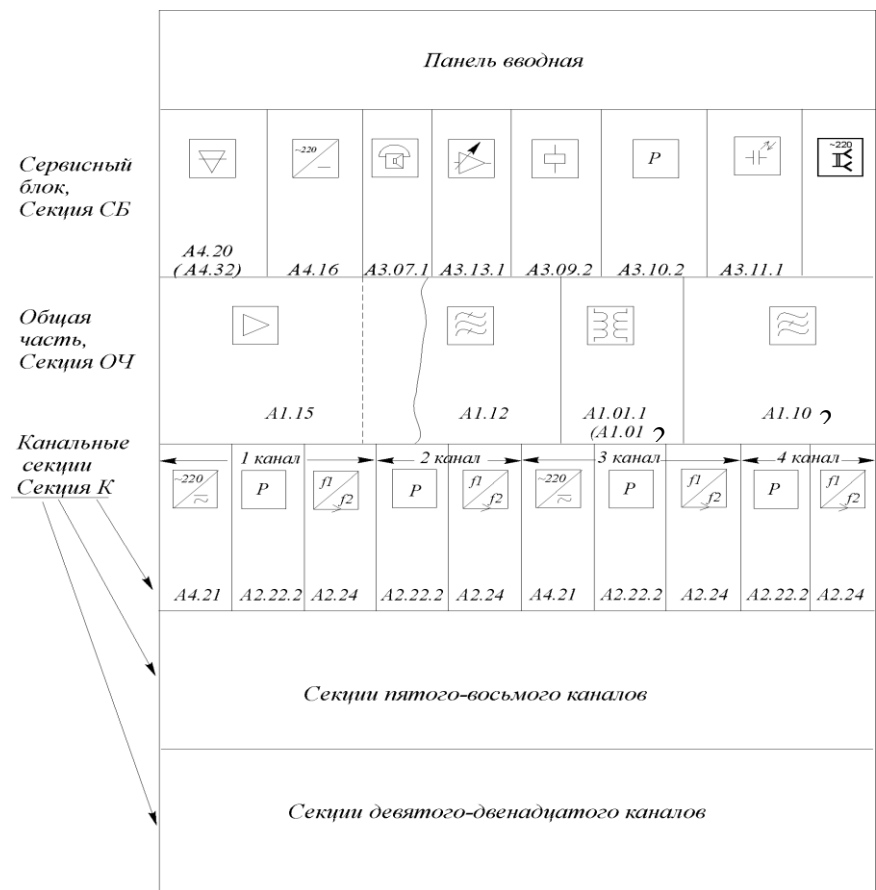 Панель вводная
Сервисный
блок,
Секция СБ
~220
P
~220
A4.20
(A4.32)
A4.16
A3.07.1
A3.13.1
A3.09.2
A3.10.2
A3.11.1
Общая
часть,
Секция ОЧ
A1.15
A1.12
A1.01.1
(A1.01
A1.10
Канальные
секции
Секция К
1 канал
2 канал
3 канал
4 канал
~220
P
f1
f2
P
f1
f2
~220
P
f1
f2
P
f1
f2
A4.21
A2.22.2
A2.24
A2.22.2
A2.24
A4.21
A2.22.2
A2.24
A2.22.2
A2.24
Секции пятого-восьмого каналов
Секции девятого-двенадцатого каналов